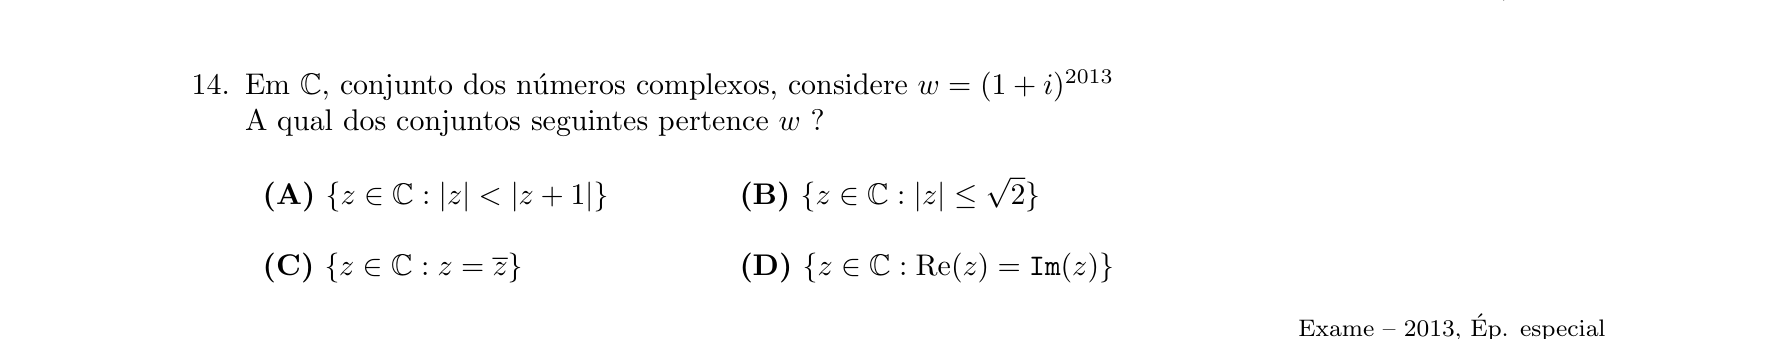 14. Em ℂ, conjunto dos números complexos, considere w = (1 + i)^2013
A qual dos conjuntos seguintes pertence w ?
(A) {z ∈ ℂ : |z| < |z + 1|} (B) {z ∈ ℂ : |z| ≤ √2}
(C) {z ∈ ℂ : z = z̅} (D) {z ∈ ℂ : Re(z) = Im(z)}
Exame – 2013, Ép. especial